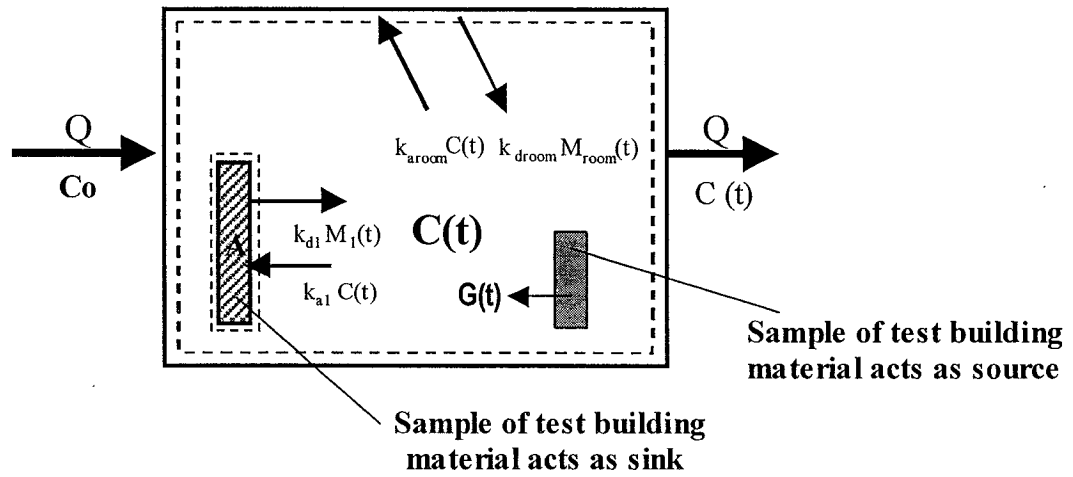 k_aroom C(t) k_droom M_room(t)
Q
Co
Q
C (t)
k_d1 M_1(t)
A
k_a1 C(t)
C(t)
G(t)
Sample of test building
material acts as source
Sample of test building
material acts as sink